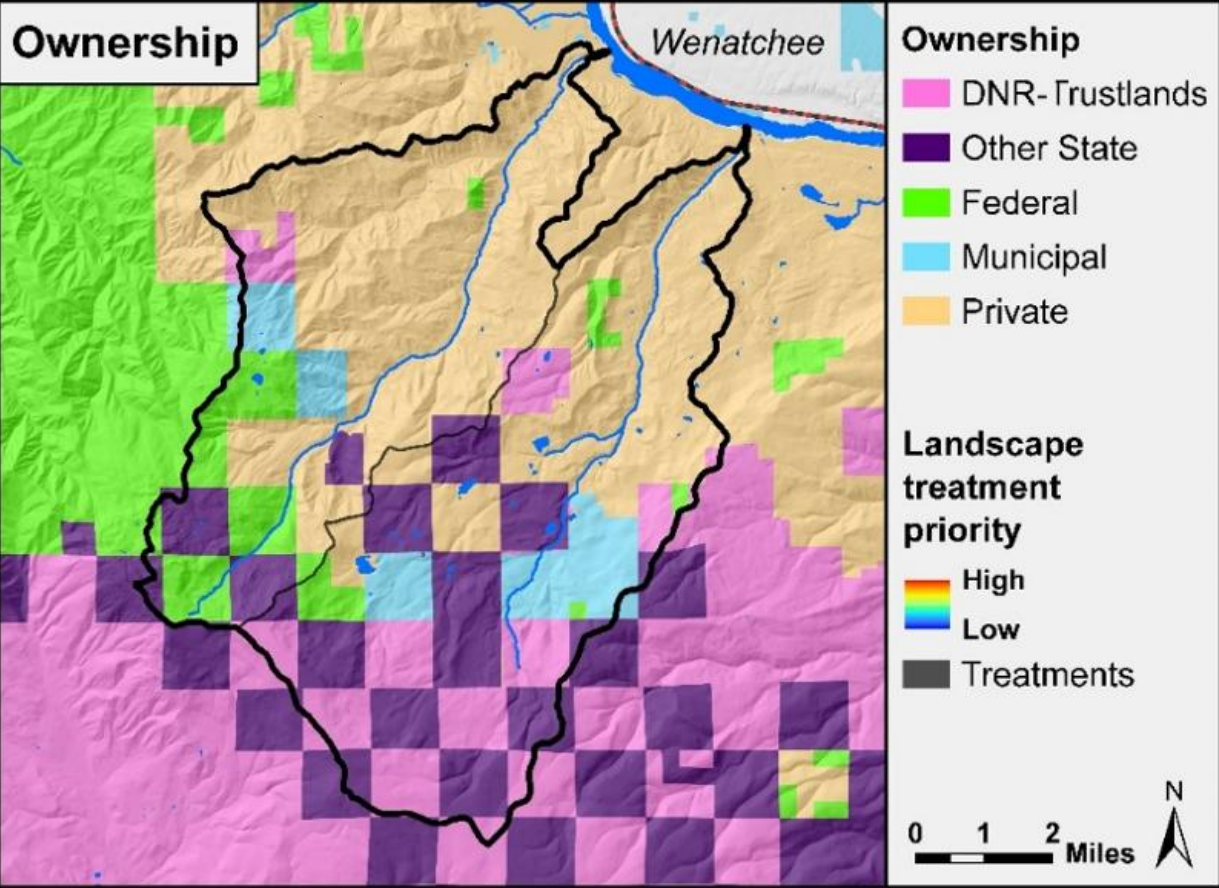 Ownership
Wenatchee
Ownership
DNR-Trustlands
Other State
Federal
Municipal
Private
Landscape
treatment
priority
High
Low
Treatments
N
0 1 2 Miles